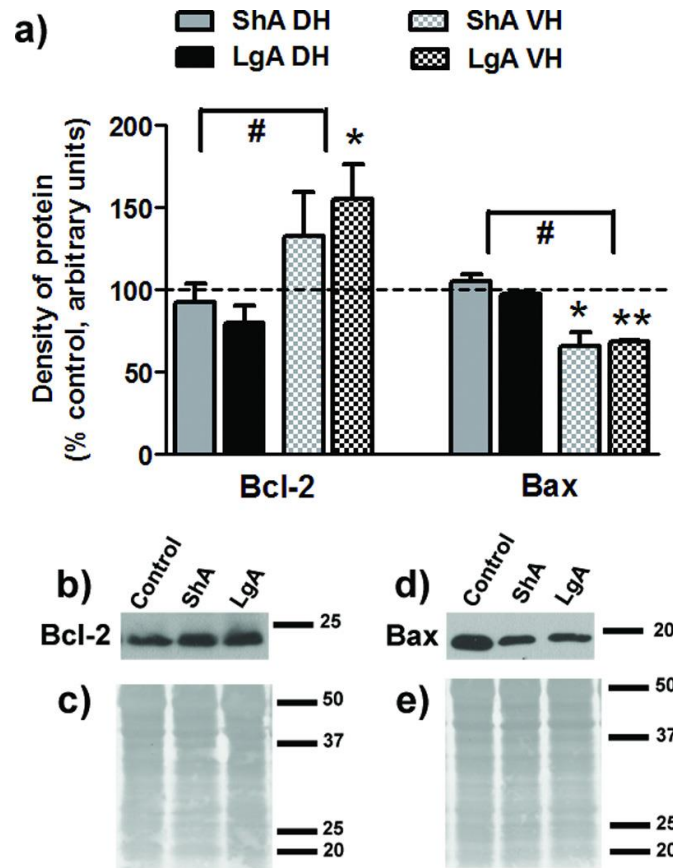 a)
ShA DH ShA VH
LgA DH LgA VH
Density of protein
(% control, arbitrary units)
200
150
100
50
0
# *
#
* **
Bcl-2 Bax
b) Control ShA LgA
Bcl-2 25
c) 50
37
25
20
d) Control ShA LgA
Bax 20
e) 50
37
25
20